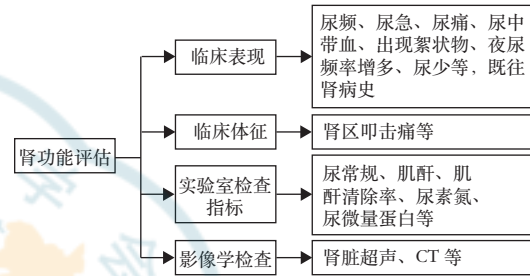 肾功能评估
临床表现
尿频、尿急、尿痛、尿中
带血、出现絮状物、夜尿
频率增多、尿少等，既往
肾病史
临床体征
肾区叩击痛等
实验室检查
指标
尿常规、肌酐、肌
酐清除率、尿素氮、
尿微量蛋白等
影像学检查
肾脏超声、CT 等
学
会